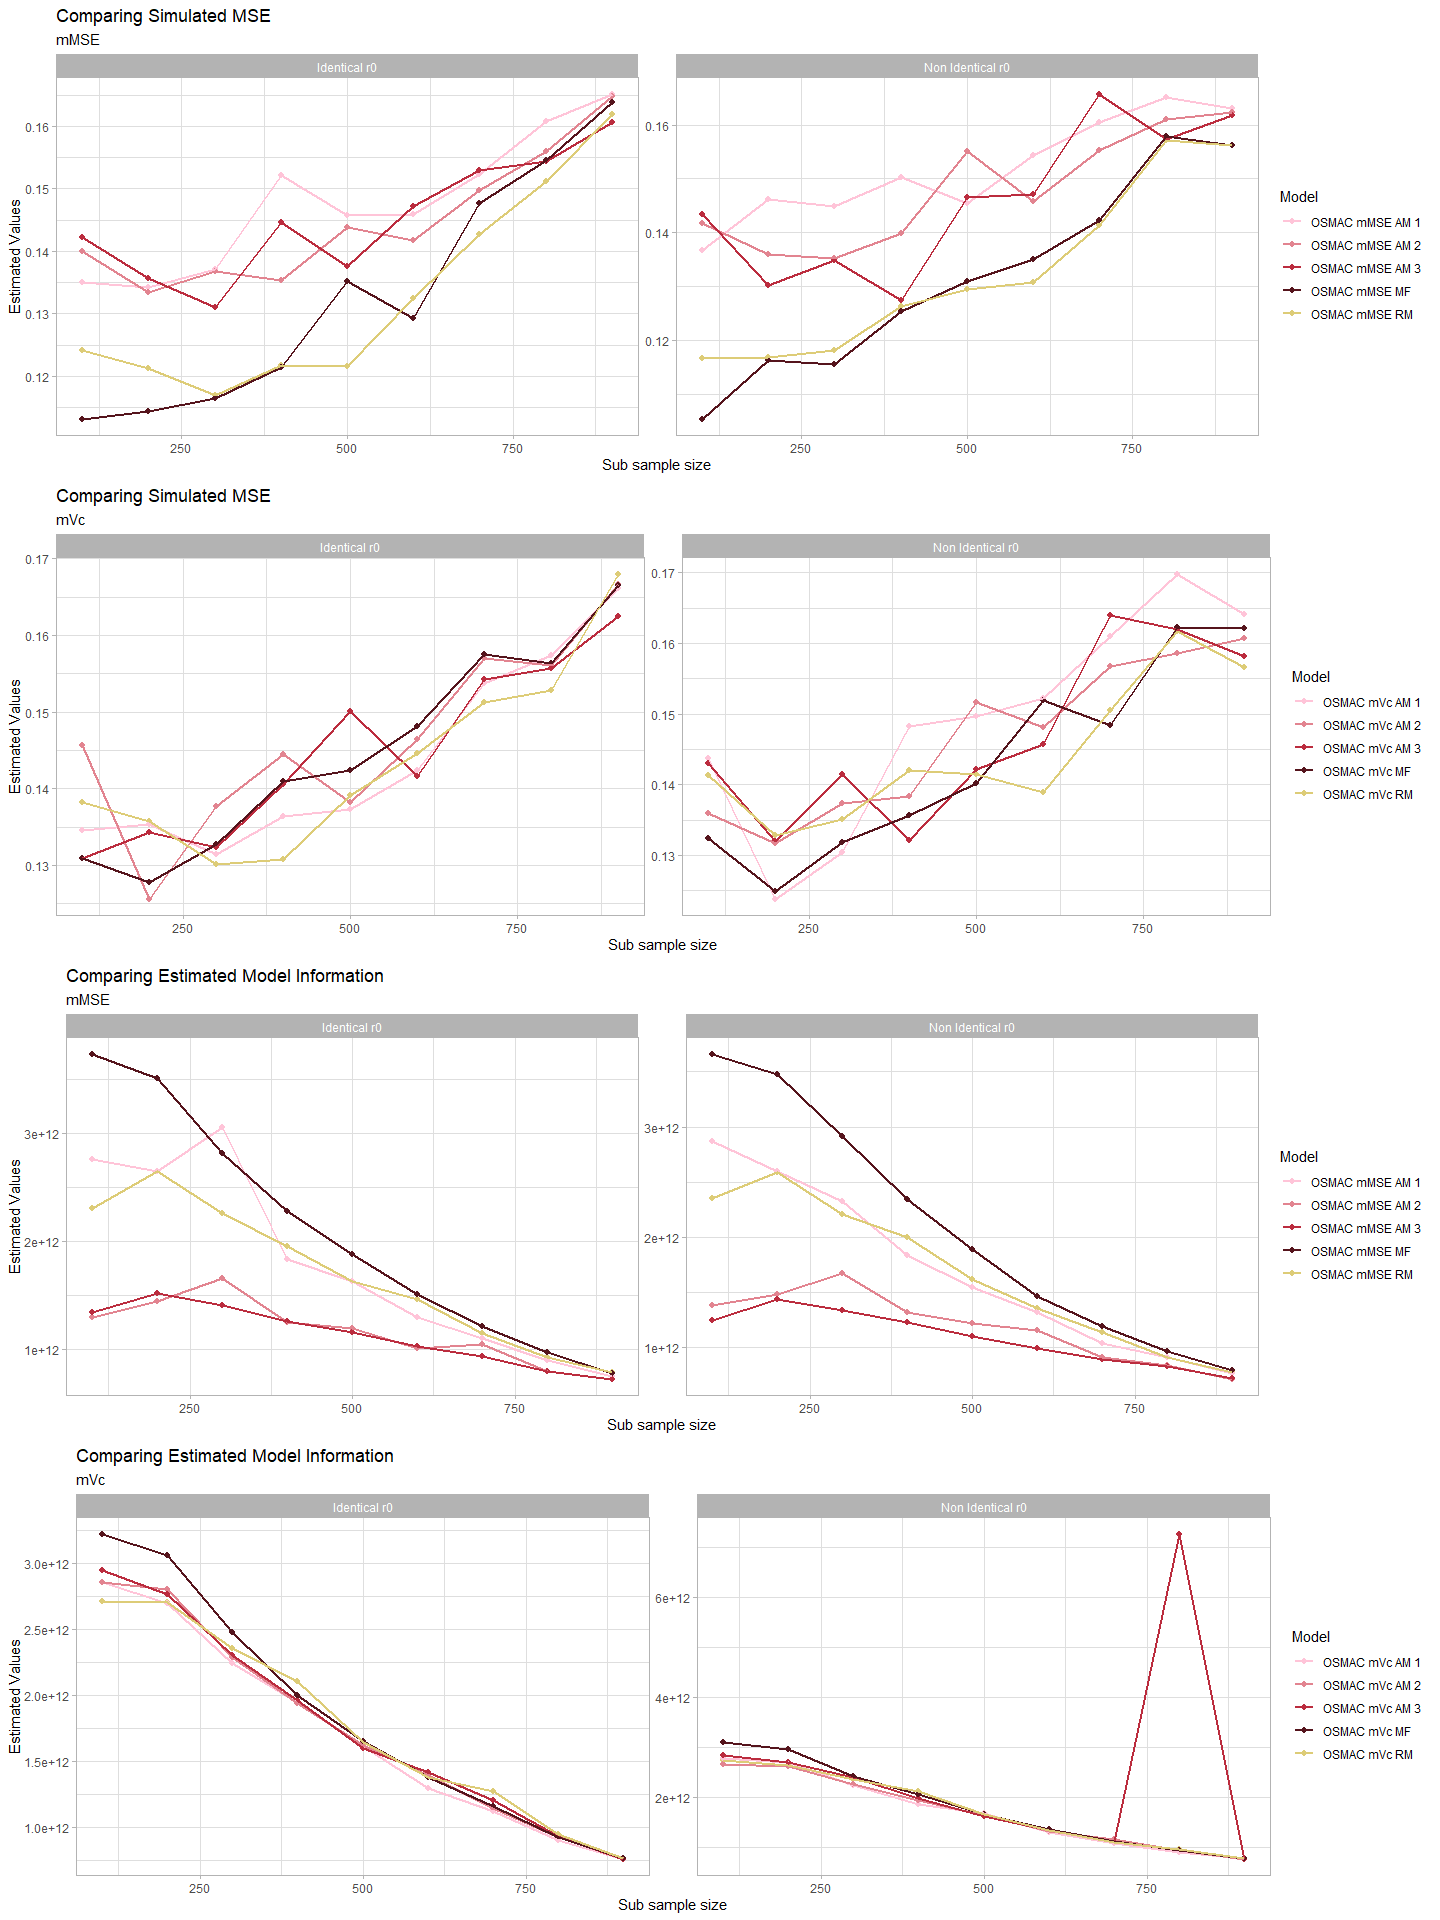 Comparing Simulated MSE
mMSE
Identical r0
Non Identical r0
Estimated Values
0.16
0.15
0.14
0.13
0.12
0.16
0.14
0.12
250
500
750
250
500
750
Sub sample size
Model
OSMAC mMSE AM 1
OSMAC mMSE AM 2
OSMAC mMSE AM 3
OSMAC mMSE MF
OSMAC mMSE RM
Comparing Simulated MSE
mVc
Identical r0
Non Identical r0
Estimated Values
0.17
0.16
0.15
0.14
0.13
0.17
0.16
0.15
0.14
0.13
250
500
750
250
500
750
Sub sample size
Model
OSMAC mVc AM 1
OSMAC mVc AM 2
OSMAC mVc AM 3
OSMAC mVc MF
OSMAC mVc RM
Comparing Estimated Model Information
mMSE
Identical r0
Non Identical r0
Estimated Values
3e+12
2e+12
1e+12
3e+12
2e+12
1e+12
250
500
750
250
500
750
Sub sample size
Model
OSMAC mMSE AM 1
OSMAC mMSE AM 2
OSMAC mMSE AM 3
OSMAC mMSE MF
OSMAC mMSE RM
Comparing Estimated Model Information
mVc
Identical r0
Non Identical r0
Estimated Values
3.0e+12
2.5e+12
2.0e+12
1.5e+12
1.0e+12
6e+12
4e+12
2e+12
250
500
750
250
500
750
Sub sample size
Model
OSMAC mVc AM 1
OSMAC mVc AM 2
OSMAC mVc AM 3
OSMAC mVc MF
OSMAC mVc RM